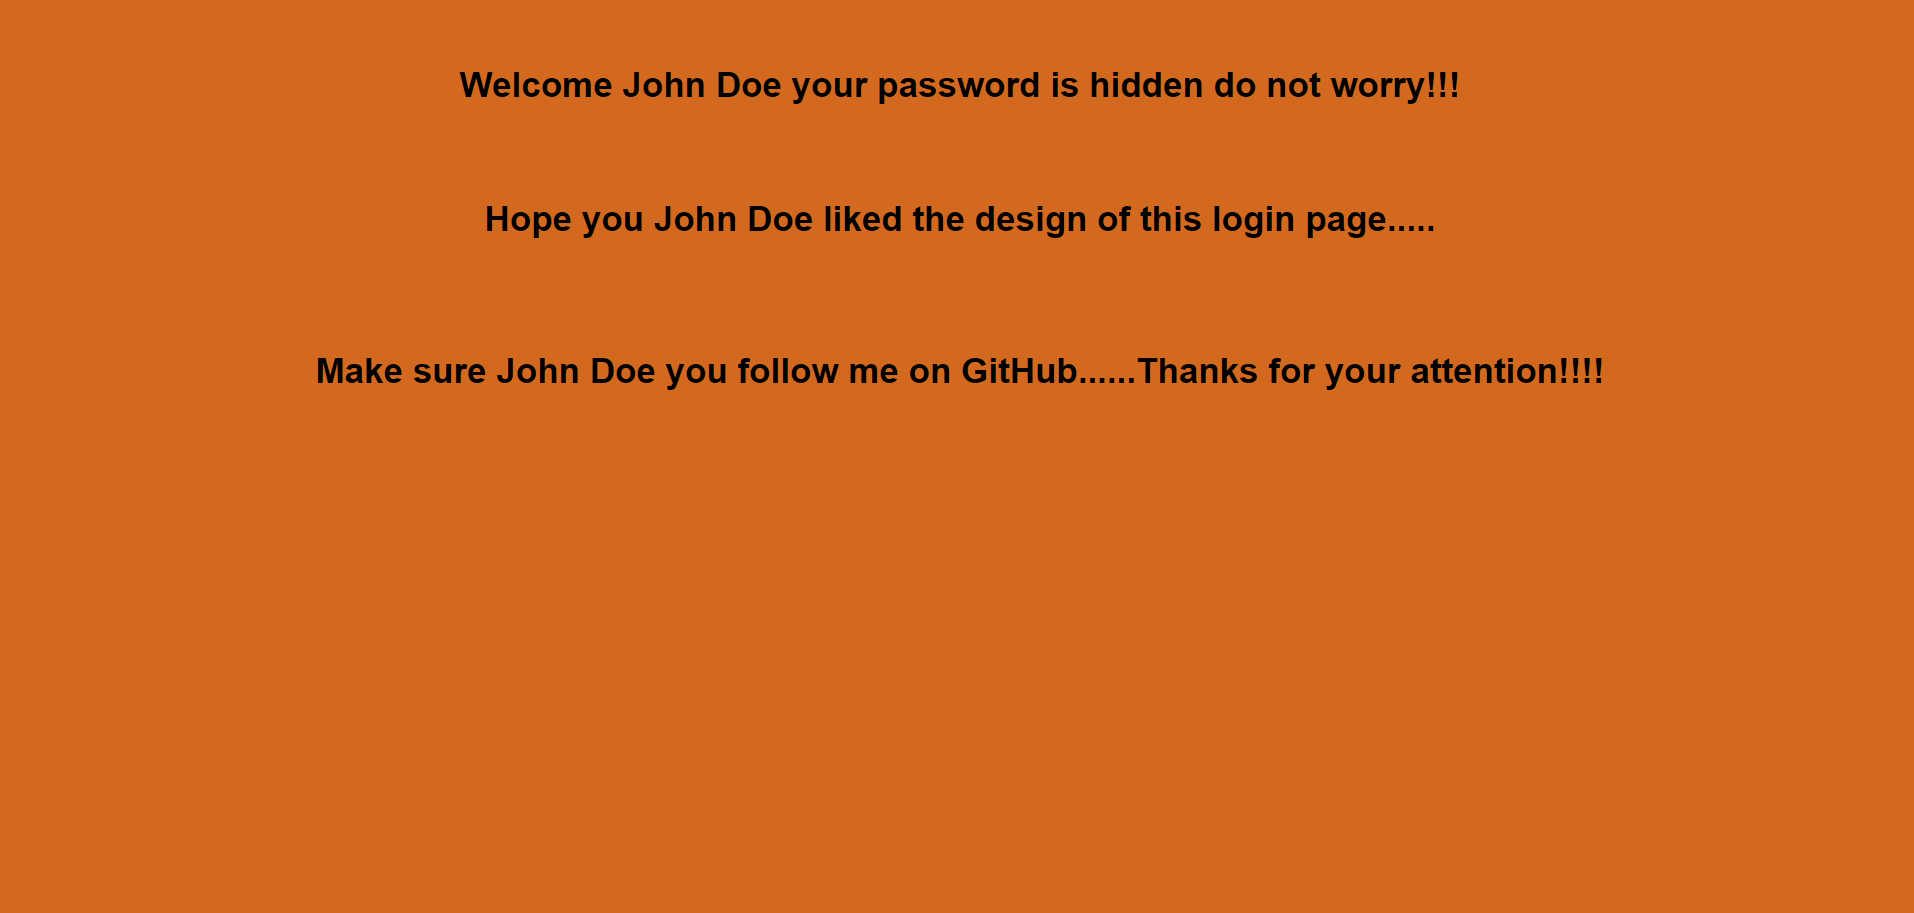 Welcome John Doe your password is hidden do not worry!!!
Hope you John Doe liked the design of this login page.....
Make sure John Doe you follow me on GitHub......Thanks for your attention!!!!